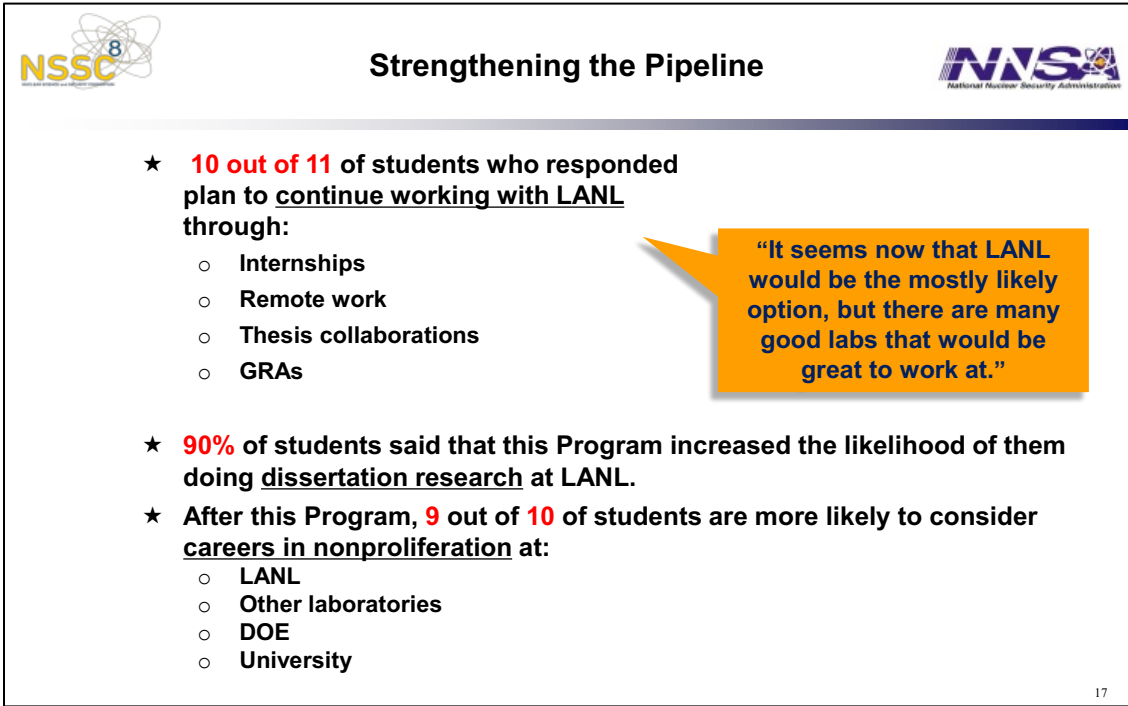 NSSC
8
Strengthening the Pipeline
NNSA
National Nuclear Security Administration
★ 10 out of 11 of students who responded
plan to continue working with LANL
through:
o Internships
o Remote work
o Thesis collaborations
o GRAs
“It seems now that LANL
would be the mostly likely
option, but there are many
good labs that would be
great to work at.”
★ 90% of students said that this Program increased the likelihood of them
doing dissertation research at LANL.
★ After this Program, 9 out of 10 of students are more likely to consider
careers in nonproliferation at:
o LANL
o Other laboratories
o DOE
o University
17